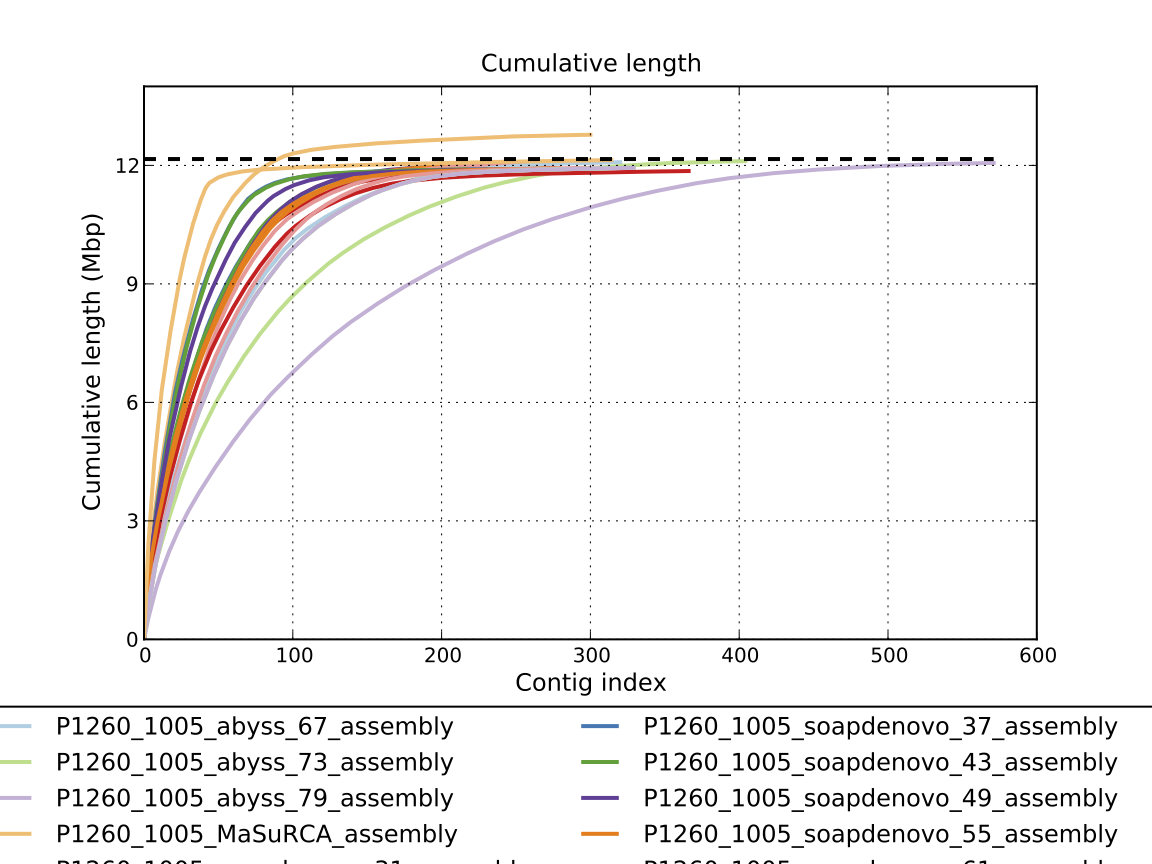 Cumulative length
Cumulative length (Mbp)
12
9
6
3
0
0 100 200 300 400 500 600
Contig index
P1260_1005_abyss_67_assembly P1260_1005_soapdenovo_37_assembly
P1260_1005_abyss_73_assembly P1260_1005_soapdenovo_43_assembly
P1260_1005_abyss_79_assembly P1260_1005_soapdenovo_49_assembly
P1260_1005_MaSuRCA_assembly P1260_1005_soapdenovo_55_assembly